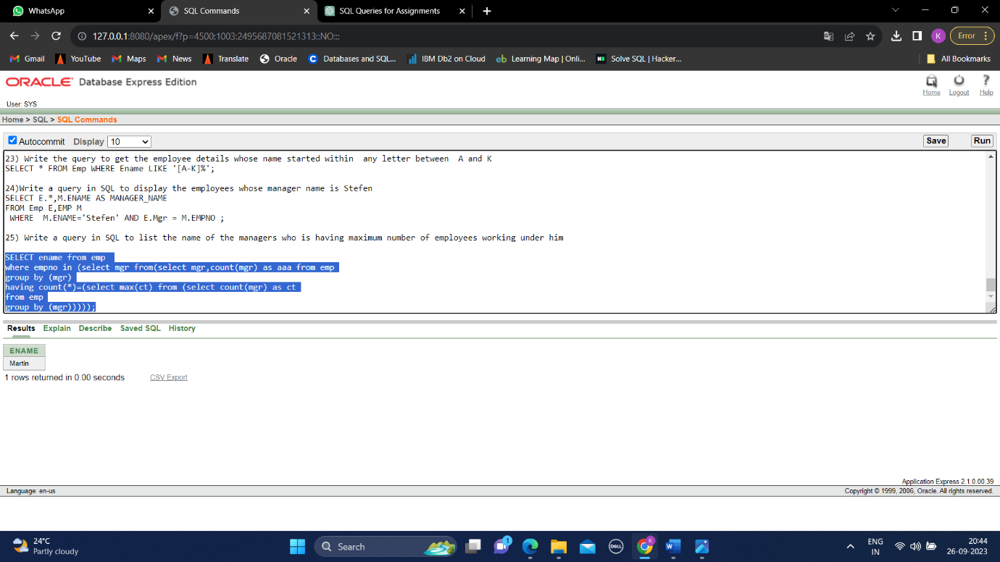 WhatsApp
SQL Commands
SQL Queries for Assignments
127.0.0.1:8080/apex/f?p=4500:1003:2495687081521313::NO:::
K
Error
Gmail
YouTube
Maps
News
Translate
Oracle
Databases and SQL...
IBM Db2 on Cloud
Learning Map | Onli...
Solve SQL | Hacker...
All Bookmarks
ORACLE Database Express Edition
Home
Logout
Help
User: SYS
Home > SQL > SQL Commands
Autocommit Display 10
Save
Run
23) Write the query to get the employee details whose name started within  any letter between  A and K
SELECT * FROM Emp WHERE Ename LIKE '[A-K]%';
24)Write a query in SQL to display the employees whose manager name is Stefen
SELECT E.*,M.ENAME AS MANAGER_NAME
FROM Emp E,EMP M
WHERE  M.ENAME='Stefen' AND E.Mgr = M.EMPNO ;
25) Write a query in SQL to list the name of the managers who is having maximum number of employees working under him
SELECT ename from emp
where empno in (select mgr from(select mgr,count(mgr) as aaa from emp
group by (mgr)
having count(*)=(select max(ct) from (select count(mgr) as ct
from emp
group by (mgr)))));
Results Explain Describe Saved SQL History
ENAME
Martin
1 rows returned in 0.00 seconds
CSV Export
Application Express 2.1.0.00.39
Language: en-us
Copyright © 1999, 2006, Oracle. All rights reserved.
24°C
Partly cloudy
Search
1
DELL
K
W
ENG
IN
20:44
26-09-2023